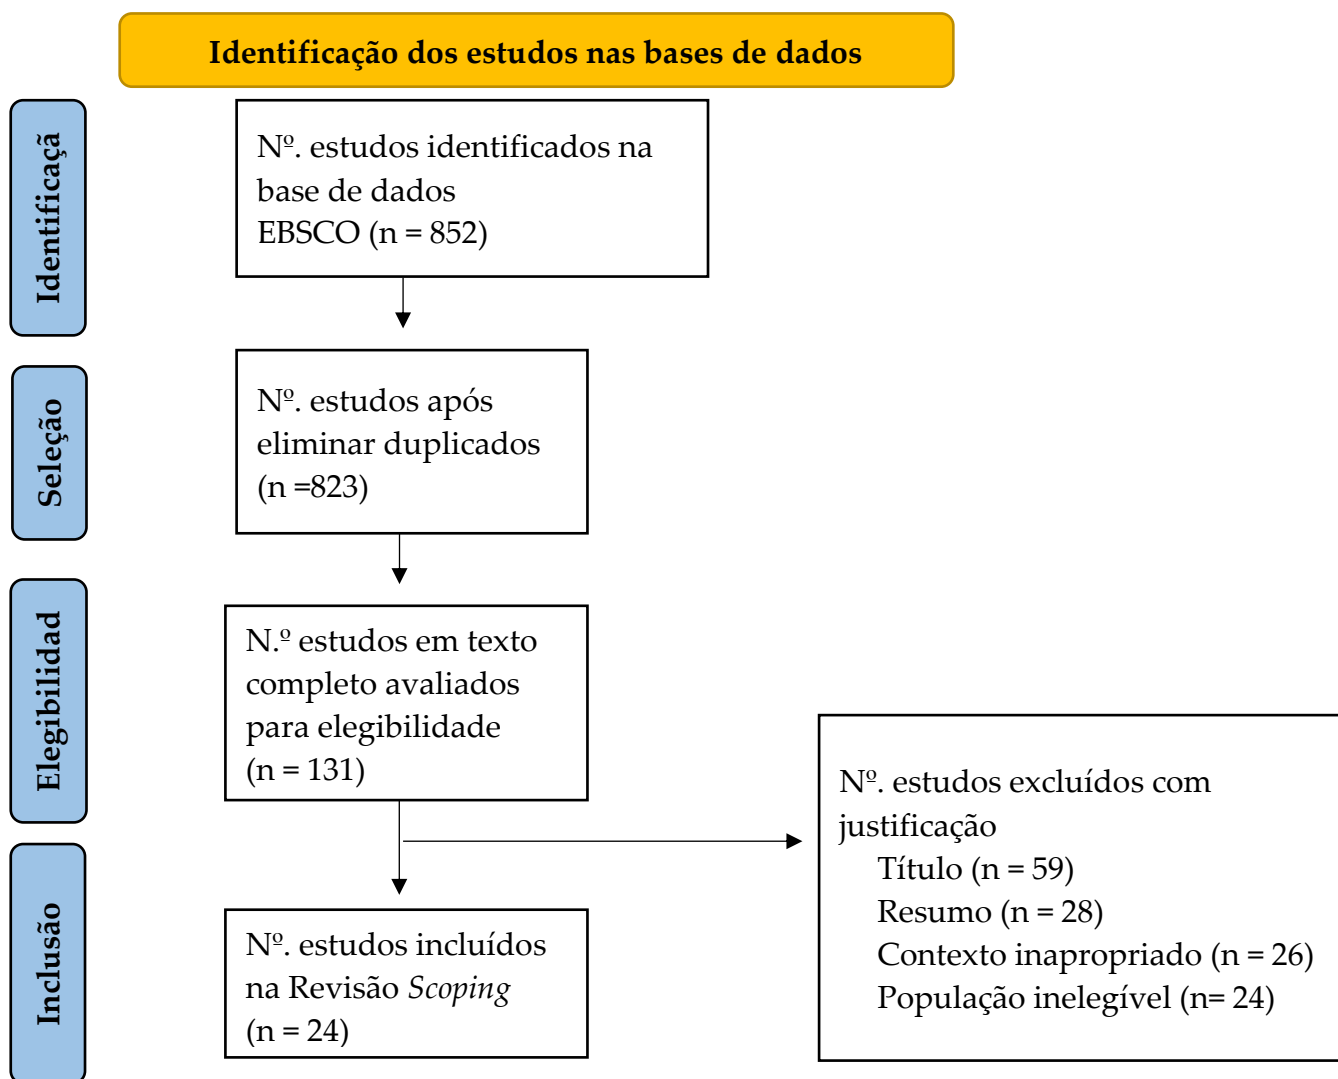 Identificação dos estudos nas bases de dados
Identificaçã
Nº. estudos identificados na
base de dados
EBSCO (n = 852)
Seleção
Nº. estudos após
eliminar duplicados
(n =823)
Elegibilidad
N.º estudos em texto
completo avaliados
para elegibilidade
(n = 131)
Nº. estudos excluídos com
justificação
Título (n = 59)
Resumo (n = 28)
Contexto inapropriado (n = 26)
População inelegível (n= 24)
Inclusão
Nº. estudos incluídos
na Revisão Scoping
(n = 24)